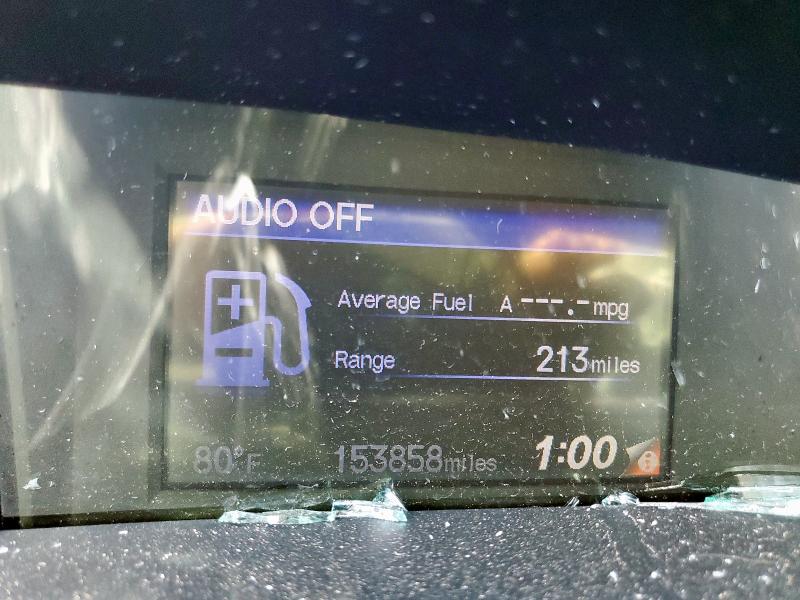 AUDIO OFF
Average Fuel A ---.- mpg
Range 213 miles
80°F 153858 miles 1:00 i